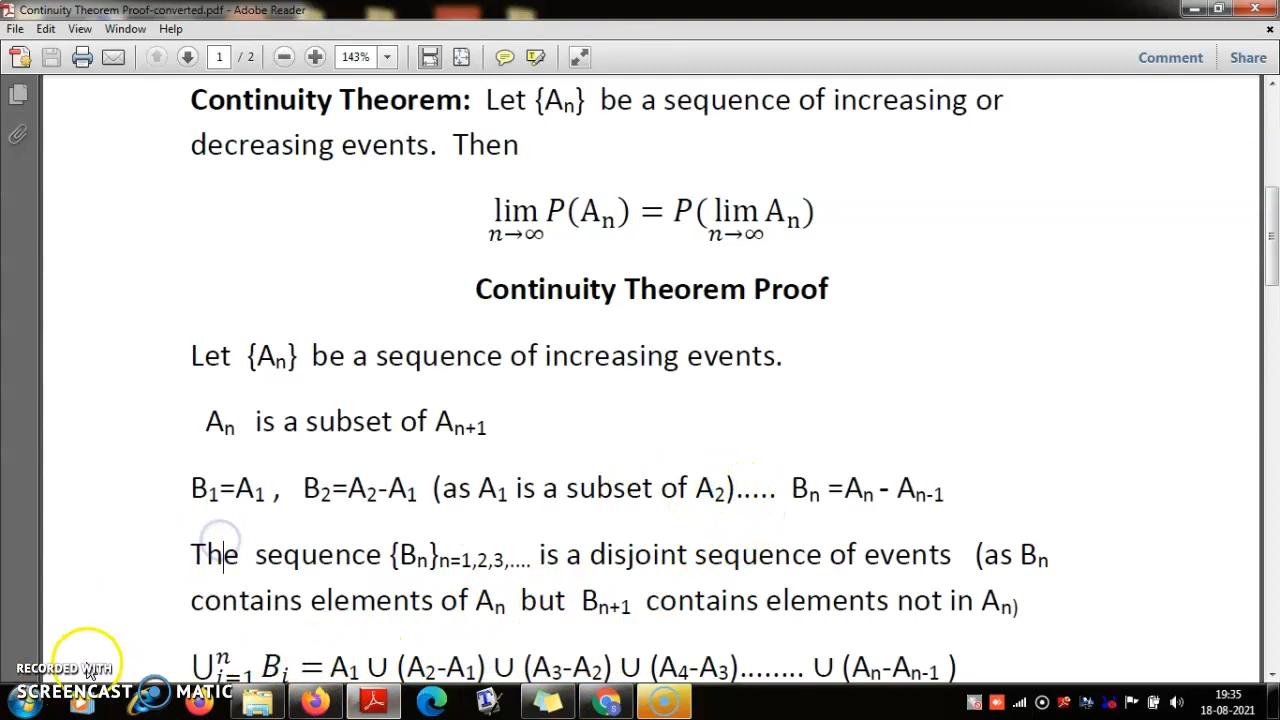 Continuity Theorem Proof-converted.pdf - Adobe Reader
File Edit View Window Help
1 / 2 143% Comment Share
Continuity Theorem: Let {Aₙ} be a sequence of increasing or
decreasing events. Then
lim n→∞ P(Aₙ) = P(lim n→∞ Aₙ)
Continuity Theorem Proof
Let {Aₙ} be a sequence of increasing events.
Aₙ is a subset of Aₙ₊₁
B₁=A₁ , B₂=A₂-A₁ (as A₁ is a subset of A₂)..... Bₙ =Aₙ - Aₙ₋₁
The sequence {Bₙ}n=1,2,3,.... is a disjoint sequence of events (as Bₙ
contains elements of Aₙ but Bₙ₊₁ contains elements not in Aₙ)
⋃ⁿᵢ₌₁ Bᵢ = A₁ ∪ (A₂-A₁) ∪ (A₃-A₂) ∪ (A₄-A₃)........ ∪ (Aₙ-Aₙ₋₁ )
RECORDED WITH
SCREENCAST MATIC
19:35
18-08-2021